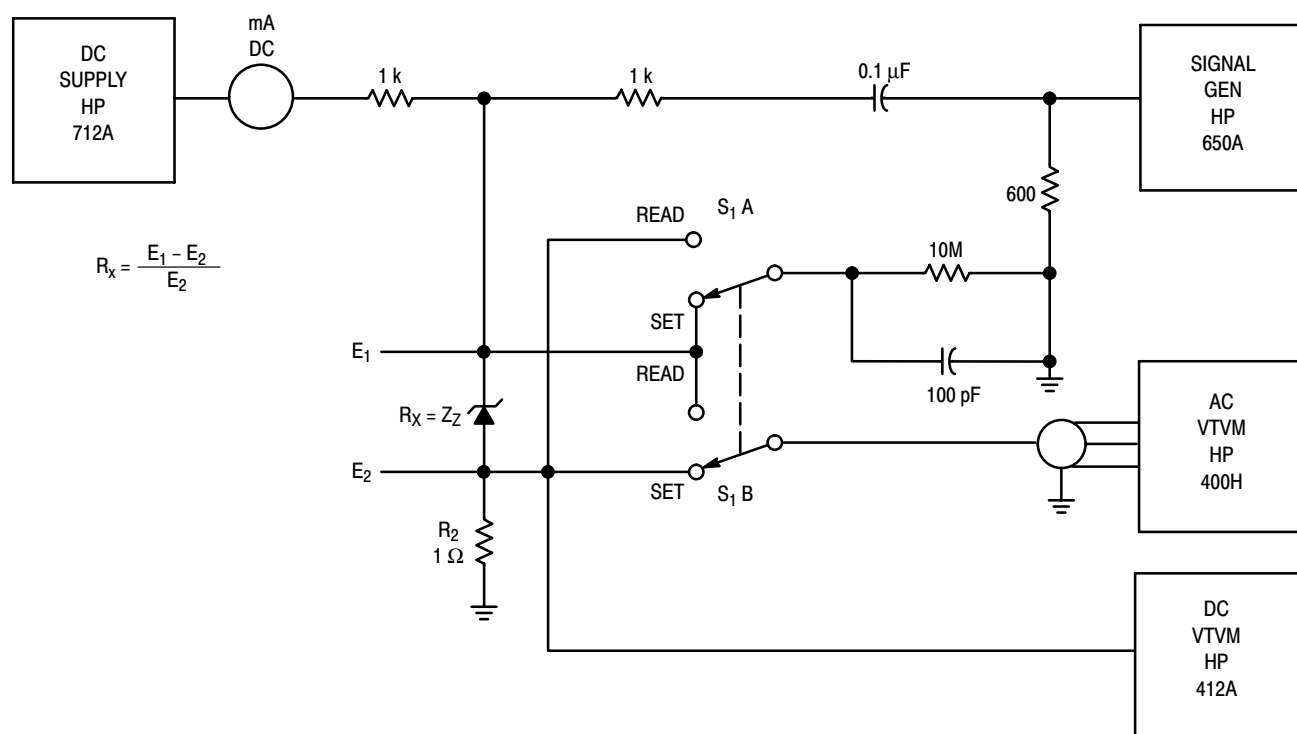 DC
SUPPLY
HP
712A
mA
DC
1 k
1 k
0.1 μF
SIGNAL
GEN
HP
650A
600
READ
S1 A
10M
Rx = E1 – E2
E2
SET
E1
READ
100 pF
RX = ZZ
AC
VTVM
HP
400H
E2
SET
S1 B
R2
1 Ω
DC
VTVM
HP
412A